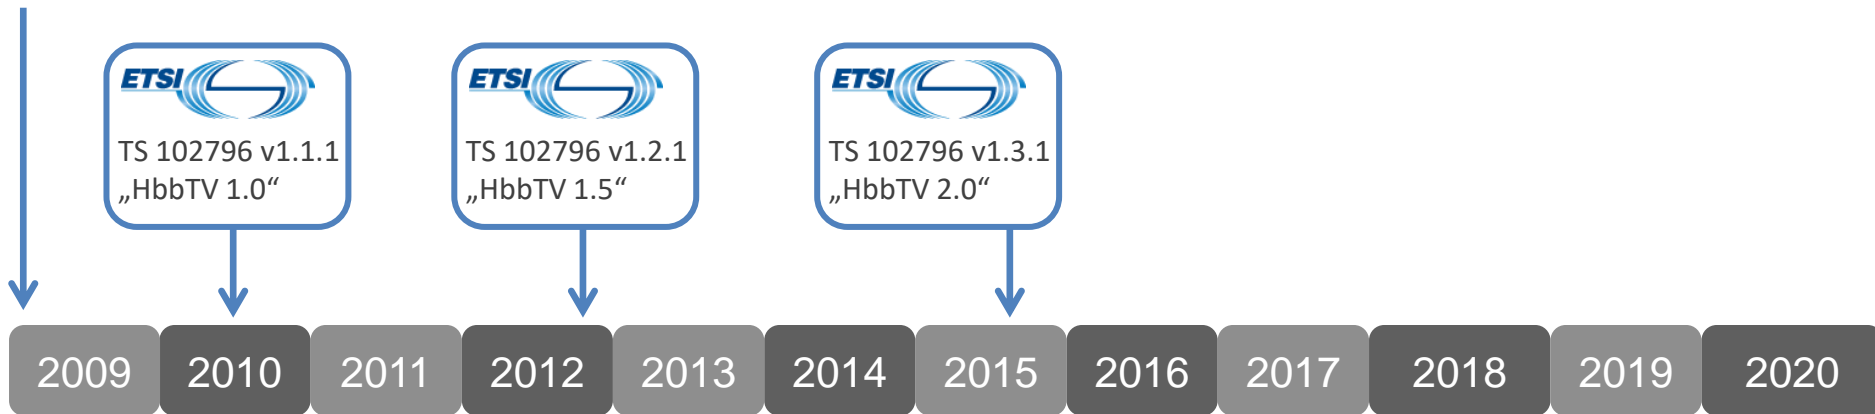 ETSI
TS 102796 v1.1.1
„HbbTV 1.0“
ETSI
TS 102796 v1.2.1
„HbbTV 1.5“
ETSI
TS 102796 v1.3.1
„HbbTV 2.0“
2009 2010 2011 2012 2013 2014 2015 2016 2017 2018 2019 2020